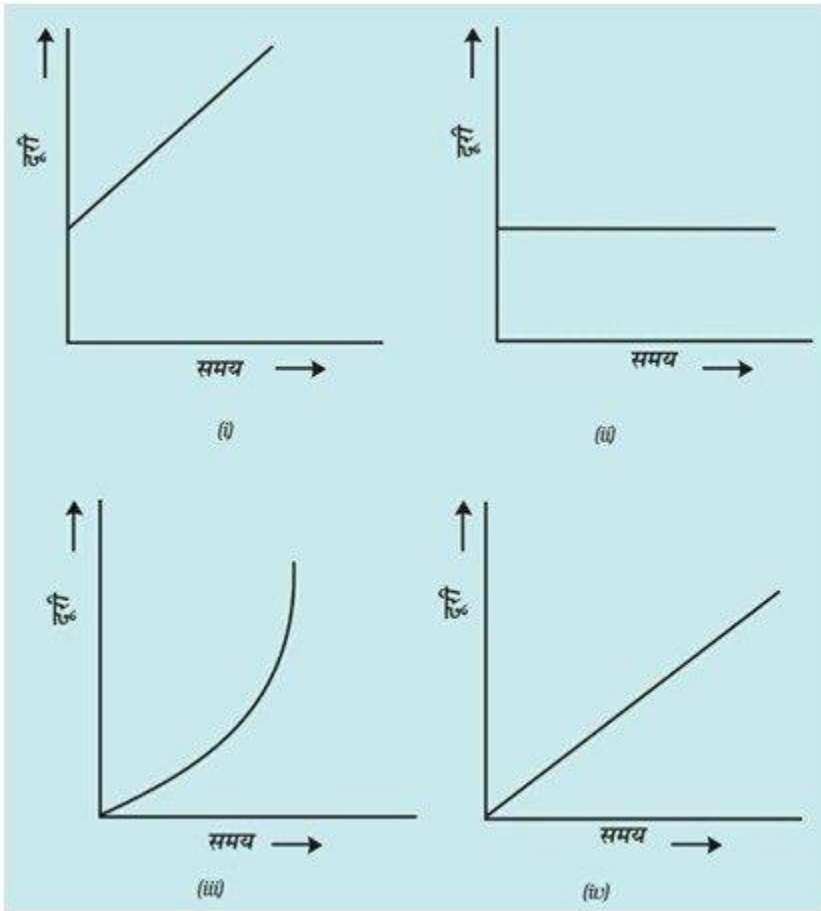 दूरी
समय
(i)
दूरी
समय
(ii)
दूरी
समय
(iii)
दूरी
समय
(iv)